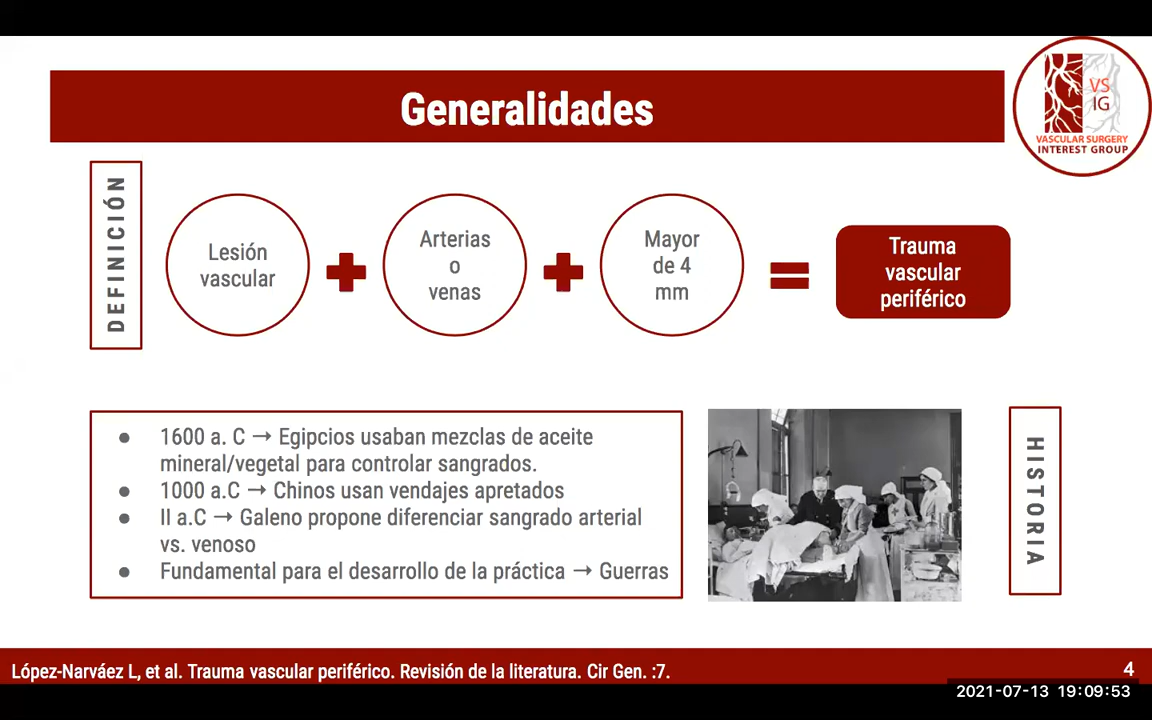 Generalidades
VS
IG
VASCULAR SURGERY
INTEREST GROUP
DEFINICIÓN
Lesión
vascular
Arterias
o
venas
Mayor
de 4
mm
Trauma
vascular
periférico
● 1600 a. C → Egipcios usaban mezclas de aceite
mineral/vegetal para controlar sangrados.
● 1000 a.C → Chinos usan vendajes apretados
● II a.C → Galeno propone diferenciar sangrado arterial
vs. venoso
● Fundamental para el desarrollo de la práctica → Guerras
HISTORIA
López-Narváez L, et al. Trauma vascular periférico. Revisión de la literatura. Cir Gen. :7.
4
2021-07-13 19:09:53